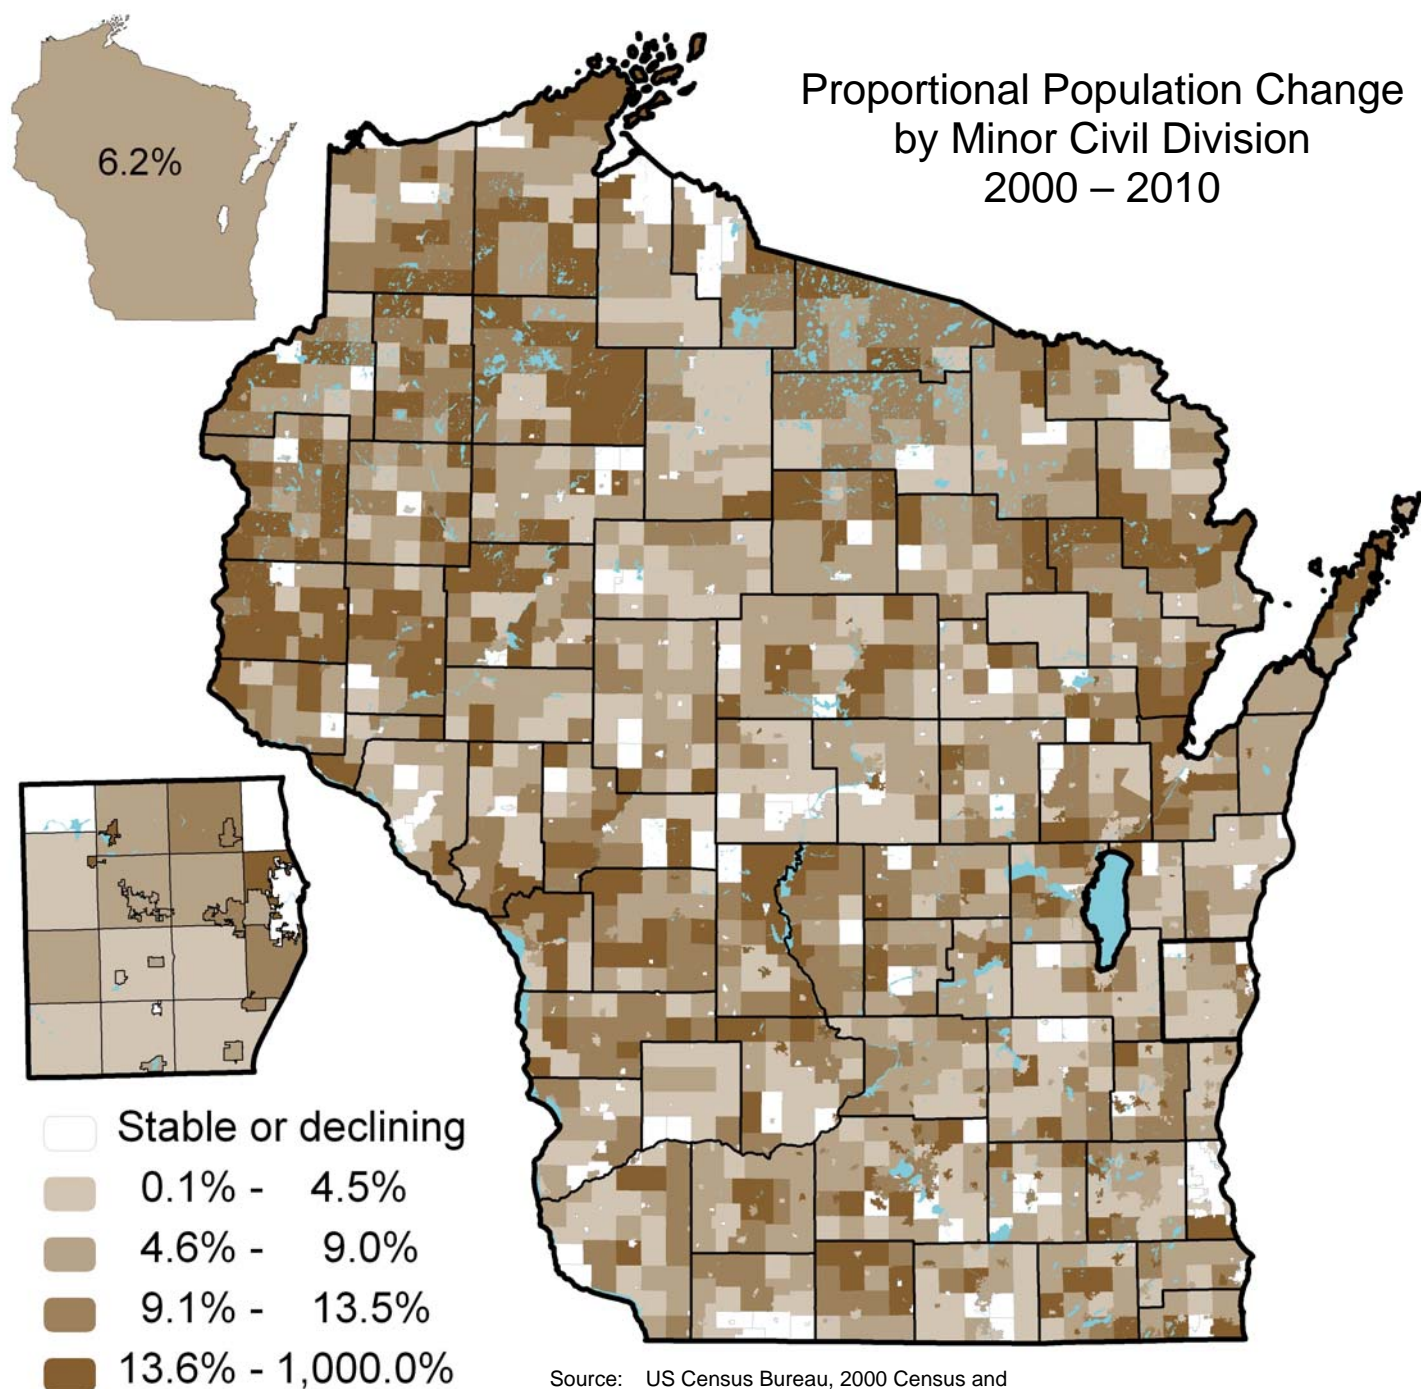 6.2%
Proportional Population Change
by Minor Civil Division
2000 – 2010
Stable or declining
0.1% - 4.5%
4.6% - 9.0%
9.1% - 13.5%
13.6% - 1,000.0%
Source: US Census Bureau, 2000 Census and